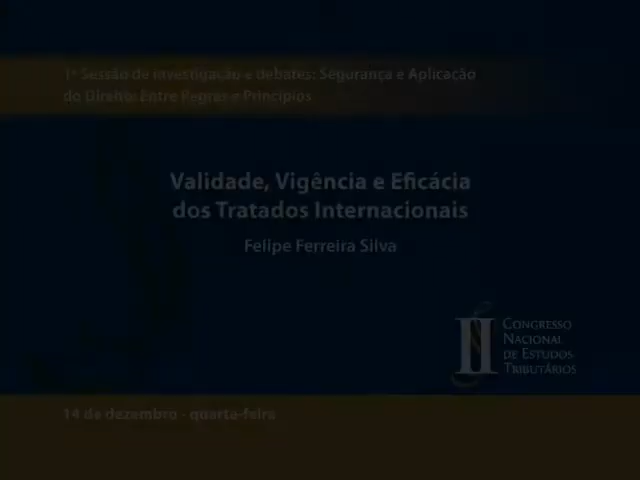 1ª Sessão de investigação e debates: Segurança e Aplicação
do Direito: Entre Regras e Princípios
Validade, Vigência e Eficácia
dos Tratados Internacionais
Felipe Ferreira Silva
II
CONGRESSO
NACIONAL
DE ESTUDOS
TRIBUTÁRIOS
14 de dezembro - quarta-feira